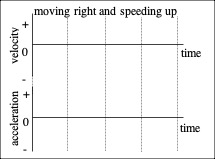 moving right and speeding up
+
velocity
0
time
-
+
acceleration
0
time
-